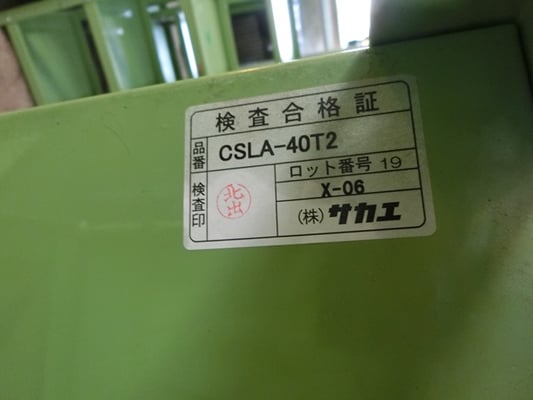 検査合格証
品番 CSLA-40T2
検査印 北出
ロット番号 19
X-06
(株)サカエ